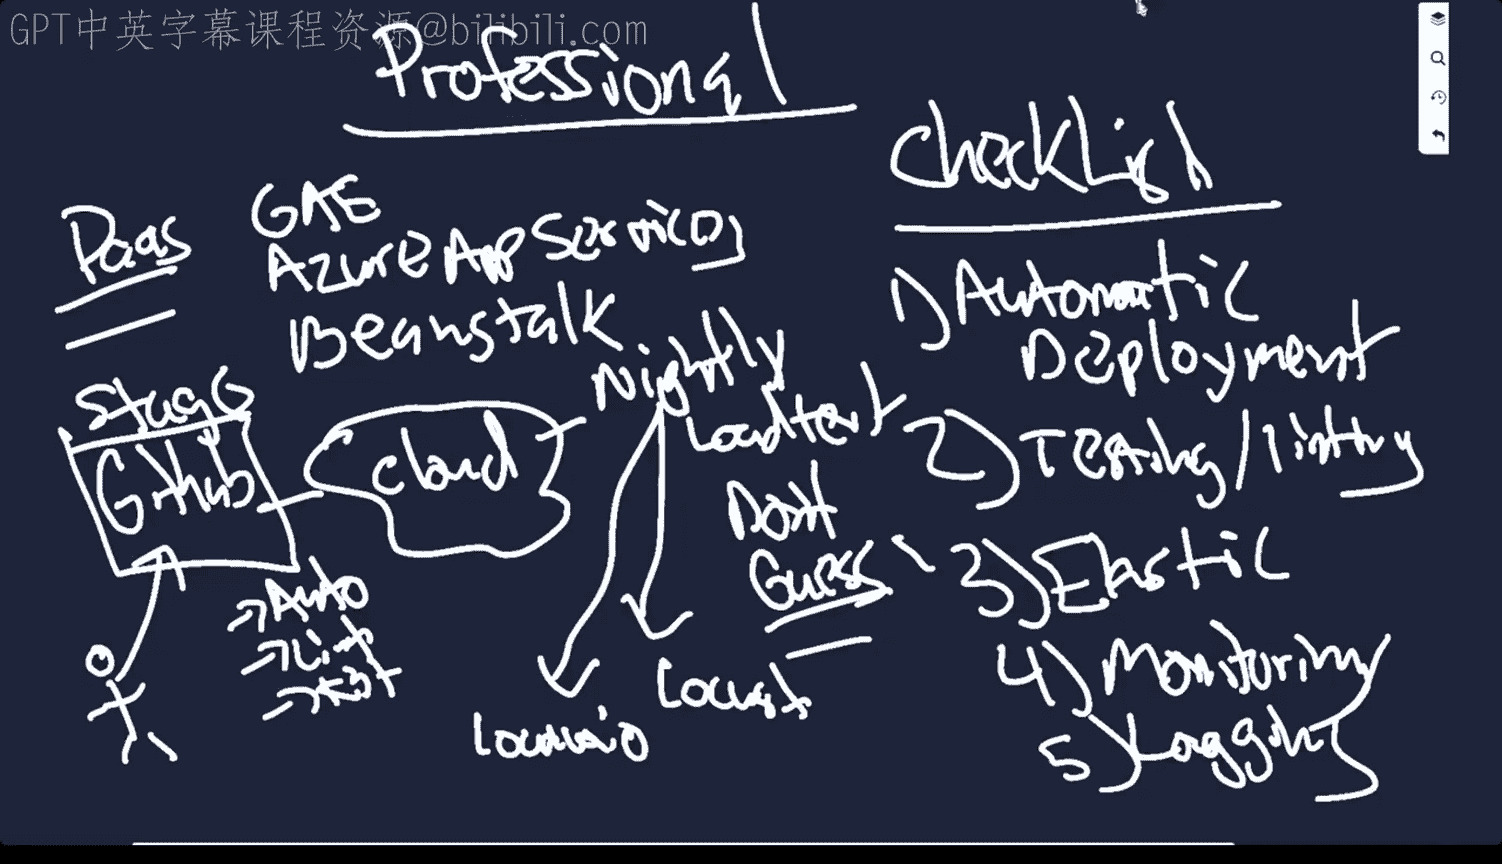 GPT中英字幕课程资源@bilibili.com
Professional
Checklist
PaaS
GAE
Azure App Services
Beanstalk
Stage
Github
→Auto
→Lint
→test
Cloud
Nightly
Loadtest
Don't
Guess
Locust
1) Automatic
Deployment
2) Testing/linting
3) Elastic
4) Monitoring
5) Logging